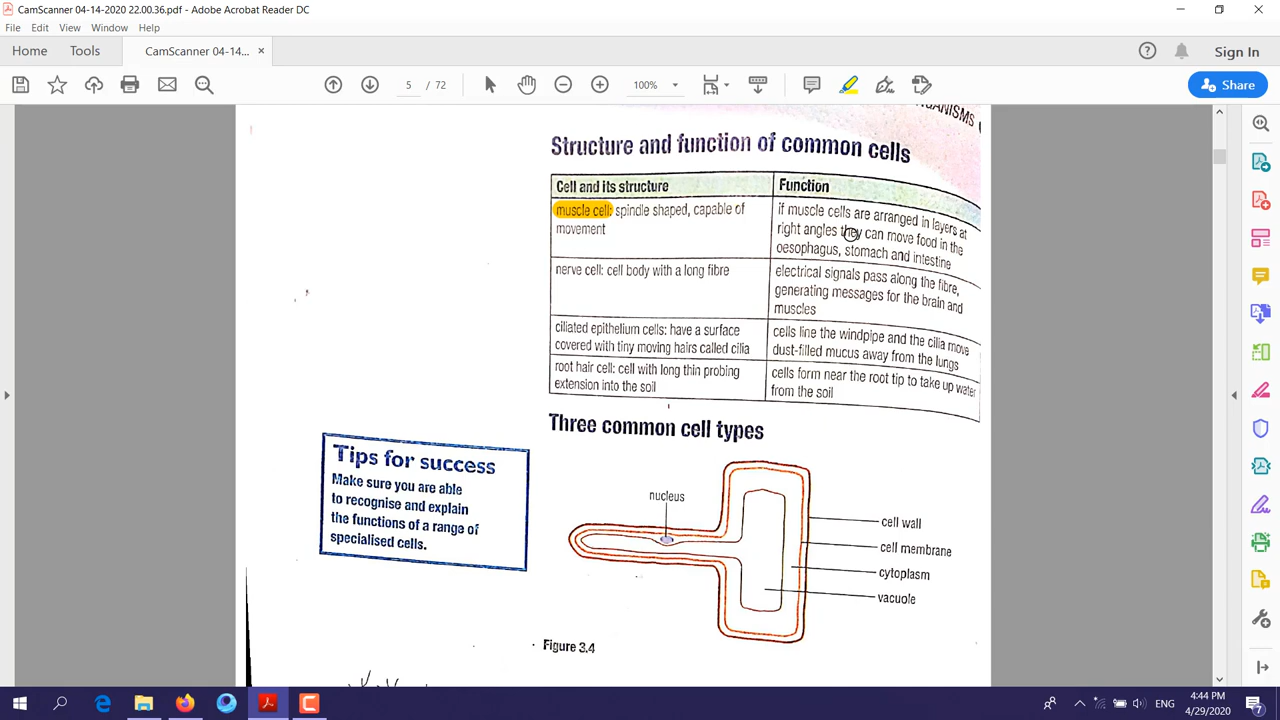 CamScanner 04-14-2020 22.00.36.pdf - Adobe Acrobat Reader DC
File Edit View Window Help
Home Tools CamScanner 04-14... ×
Sign In
5 / 72
100%
Share
Structure and function of common cells
Cell and its structure
Function
muscle cell: spindle shaped, capable of
movement
if muscle cells are arranged in layers at
right angles they can move food in the
oesophagus, stomach and intestine
nerve cell: cell body with a long fibre
electrical signals pass along the fibre,
generating messages for the brain and
muscles
ciliated epithelium cells: have a surface
covered with tiny moving hairs called cilia
cells line the windpipe and the cilia move
dust-filled mucus away from the lungs
root hair cell: cell with long thin probing
extension into the soil
cells form near the root tip to take up water
from the soil
Three common cell types
Tips for success
Make sure you are able
to recognise and explain
the functions of a range of
specialised cells.
nucleus
cell wall
cell membrane
cytoplasm
vacuole
Figure 3.4
ENG
4:44 PM
4/29/2020
7